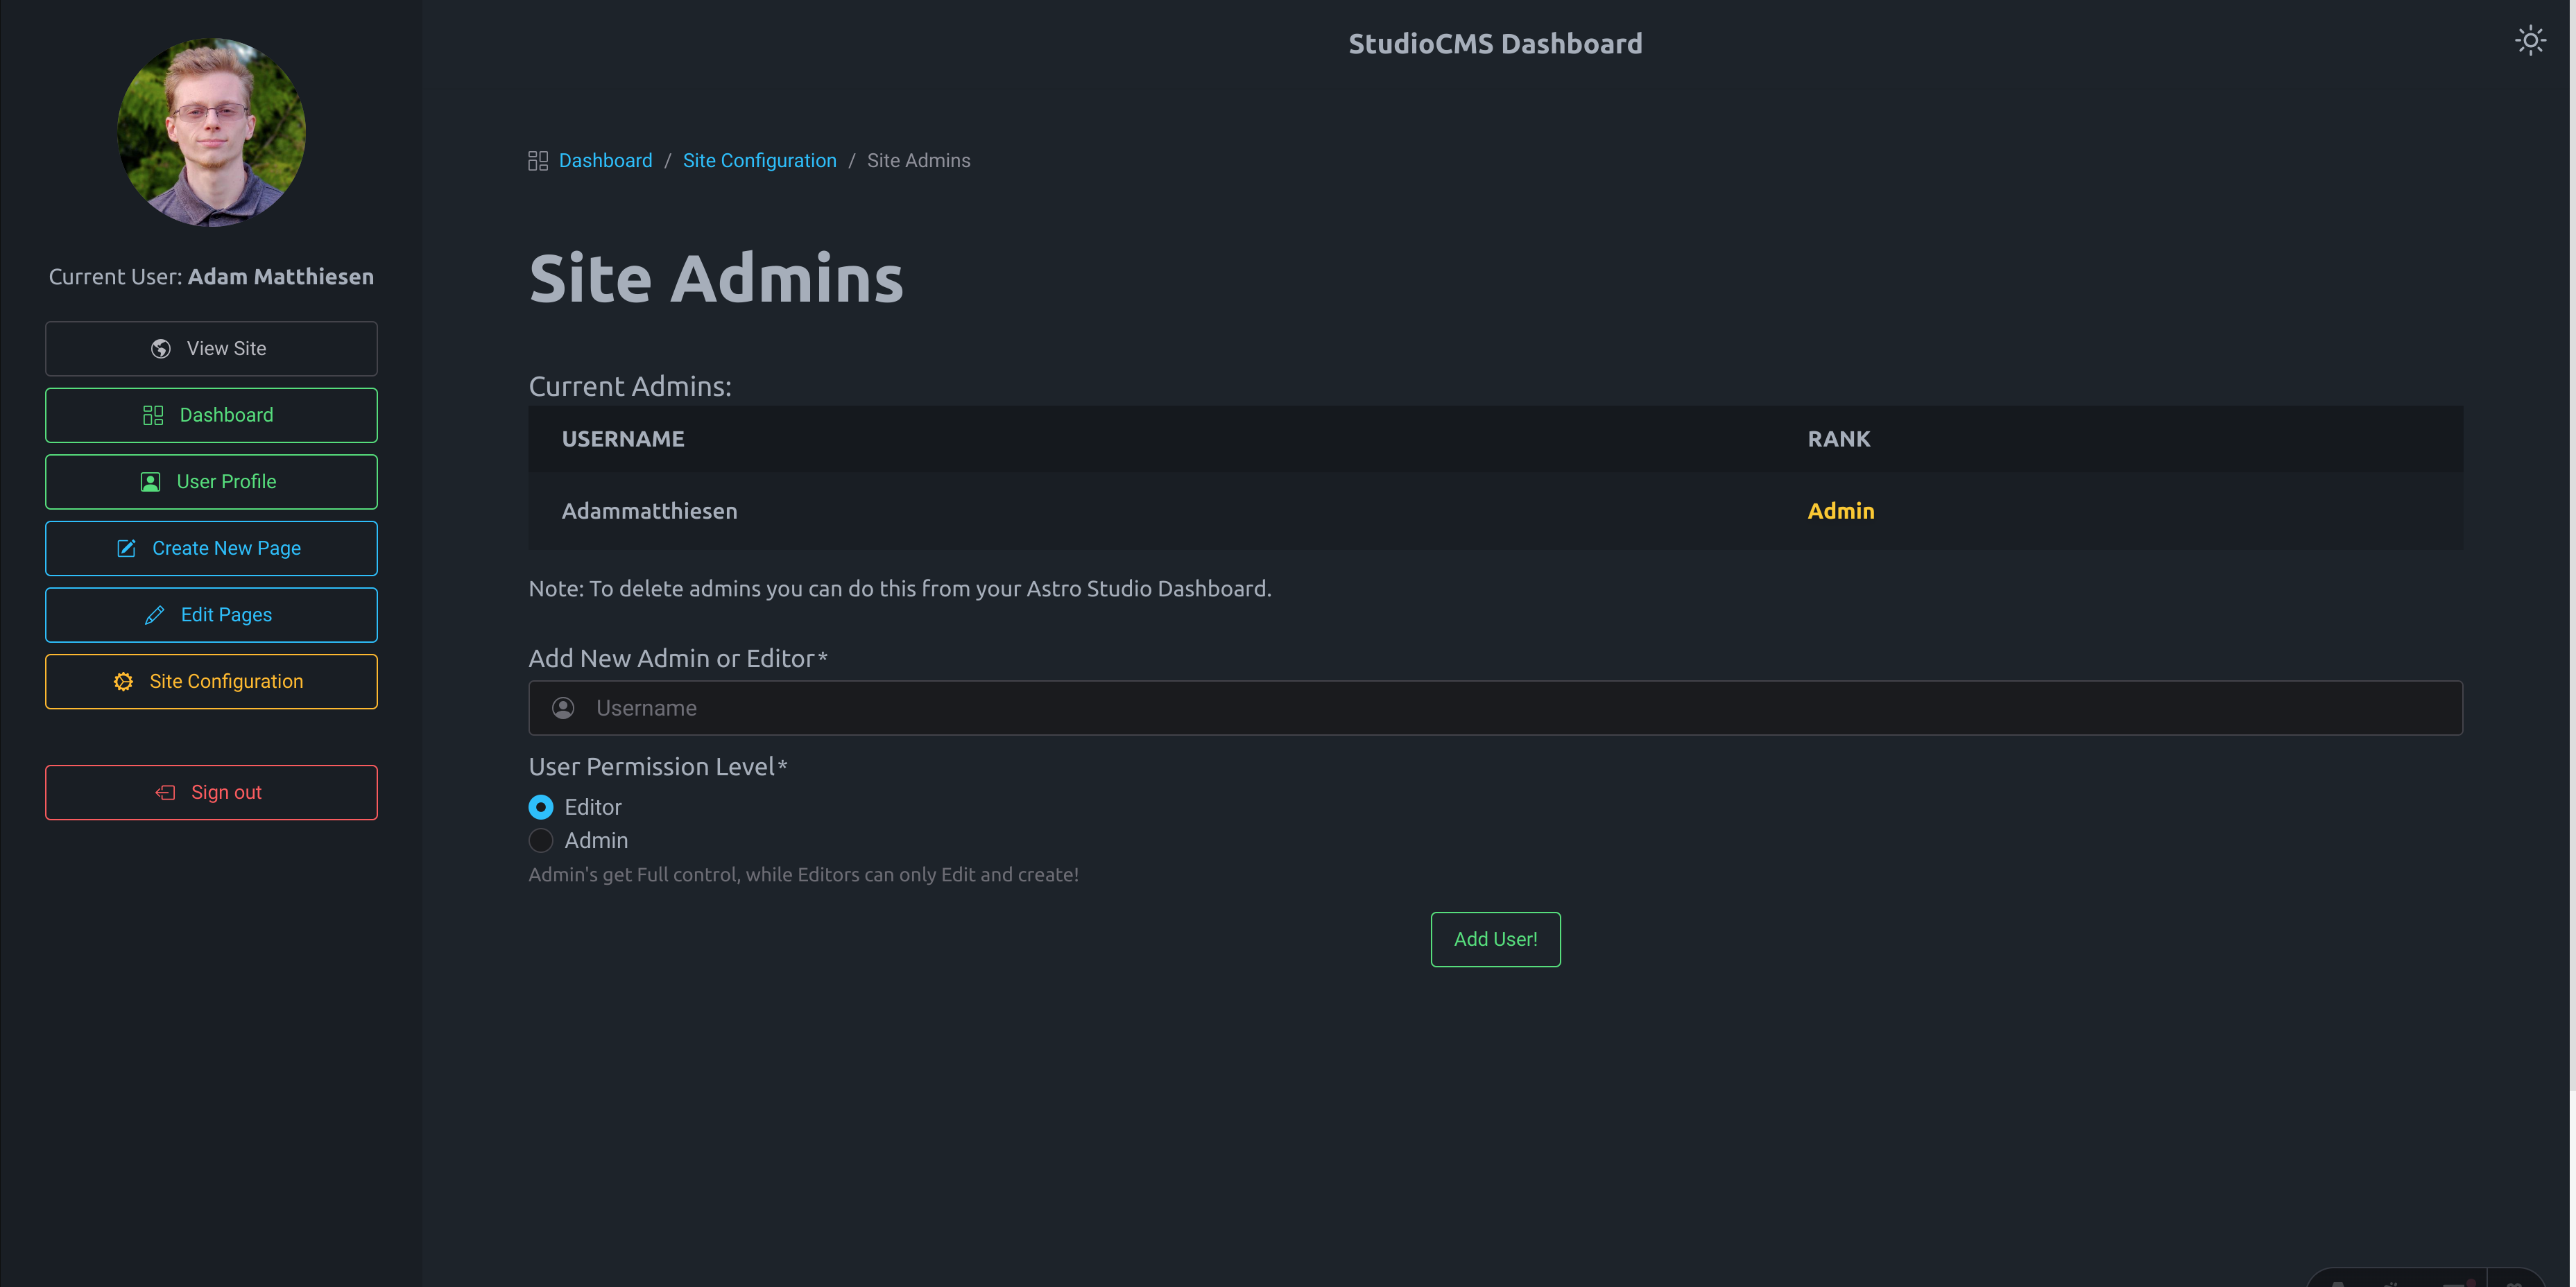 StudioCMS Dashboard
Current User: Adam Matthiesen
View Site
Dashboard
User Profile
Create New Page
Edit Pages
Site Configuration
Sign out
Dashboard / Site Configuration / Site Admins
Site Admins
Current Admins:
USERNAME RANK
Adammatthiesen Admin
Note: To delete admins you can do this from your Astro Studio Dashboard.
Add New Admin or Editor*
Username
User Permission Level*
Editor
Admin
Admin's get Full control, while Editors can only Edit and create!
Add User!